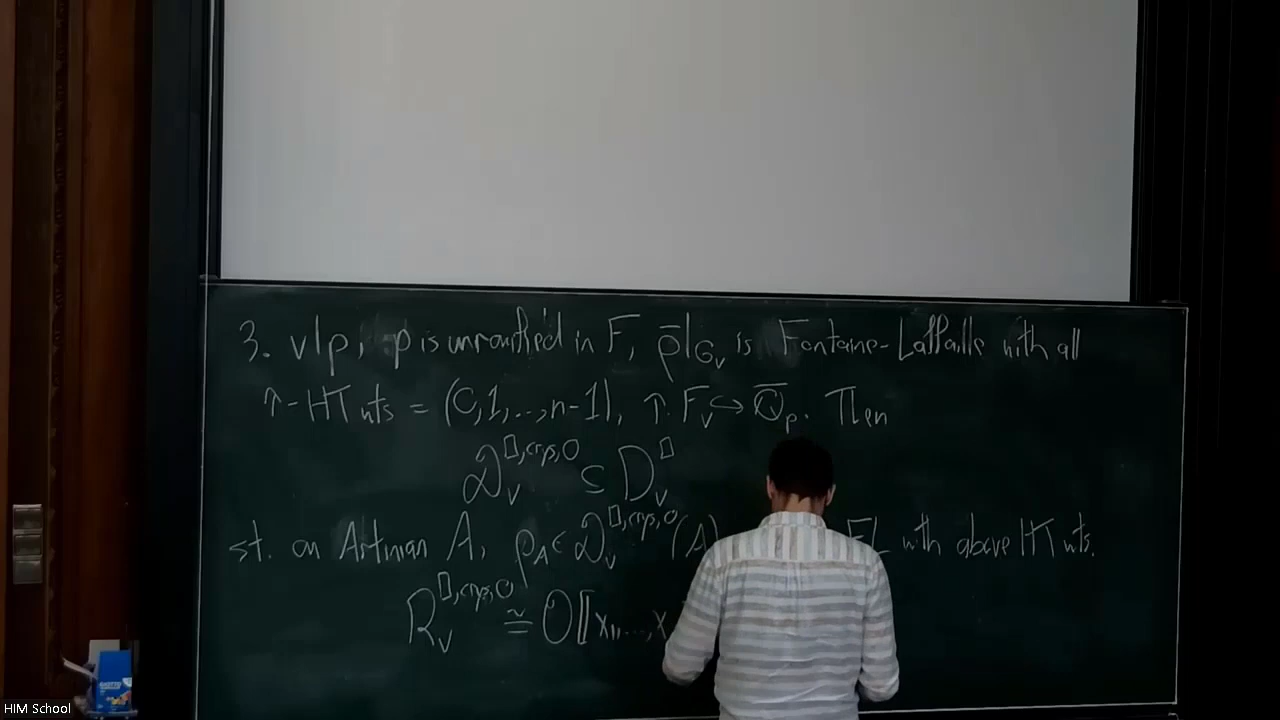 3. v|p, p is unramified in F, ρ̄|_{G_v} is Fontaine-Laffaille with all
τ-HT wts = (0,1,...,n-1), τ: F_v ↪ Q̄_p. Then
𝒟_v^{□,crys,0} ⊆ D_v^□
st. on Artinian A, ρ_A ∈ 𝒟_v^{□,crys,0}(A) FL with above HT wts.
R_v^{□,crys,0} ≅ O[[x_1,...,x
HIM School